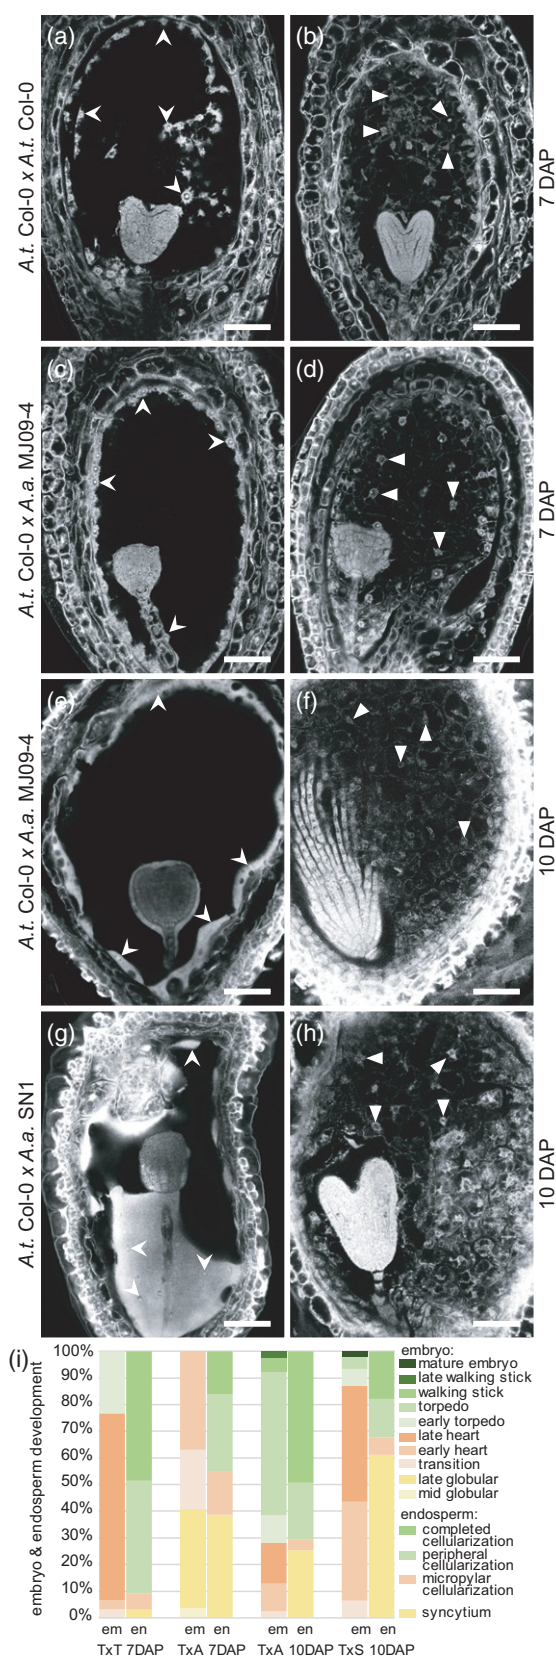 (a)
(b)
A.t. Col-0 x A.t. Col-0
7 DAP
(c)
(d)
A.t. Col-0 x A.a. MJ09-4
7 DAP
(e)
(f)
A.t. Col-0 x A.a. MJ09-4
10 DAP
(g)
(h)
A.t. Col-0 x A.a. SN1
10 DAP
(i)
embryo & endosperm development
100%
90%
80%
70%
60%
50%
40%
30%
20%
10%
0%
em en em en em en em en
TxT 7DAP TxA 7DAP TxA 10DAP TxS 10DAP
embryo:
mature embryo
late walking stick
walking stick
torpedo
early torpedo
late heart
early heart
transition
late globular
mid globular
endosperm:
completed
cellularization
peripheral
cellularization
micropylar
cellularization
syncytium